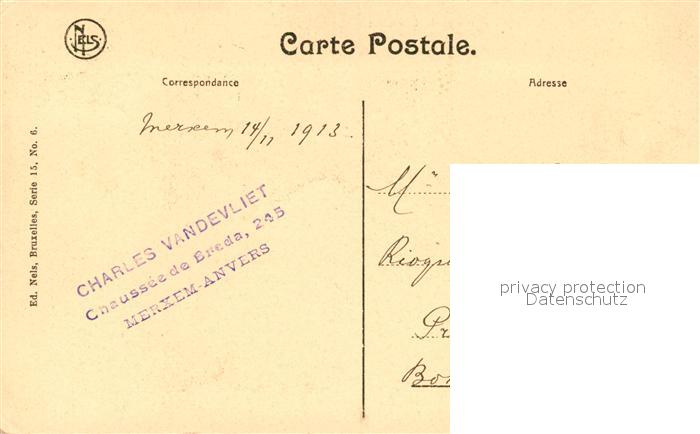 NELS
Carte Postale.
Correspondance
Adresse
Merxem 14/11 1913.
Ed. Nels, Bruxelles, Serie 15, No. 6.
CHARLES VANDEVLIET
Chaussée de Breda, 245
MERXEM-ANVERS
privacy protection
Datenschutz